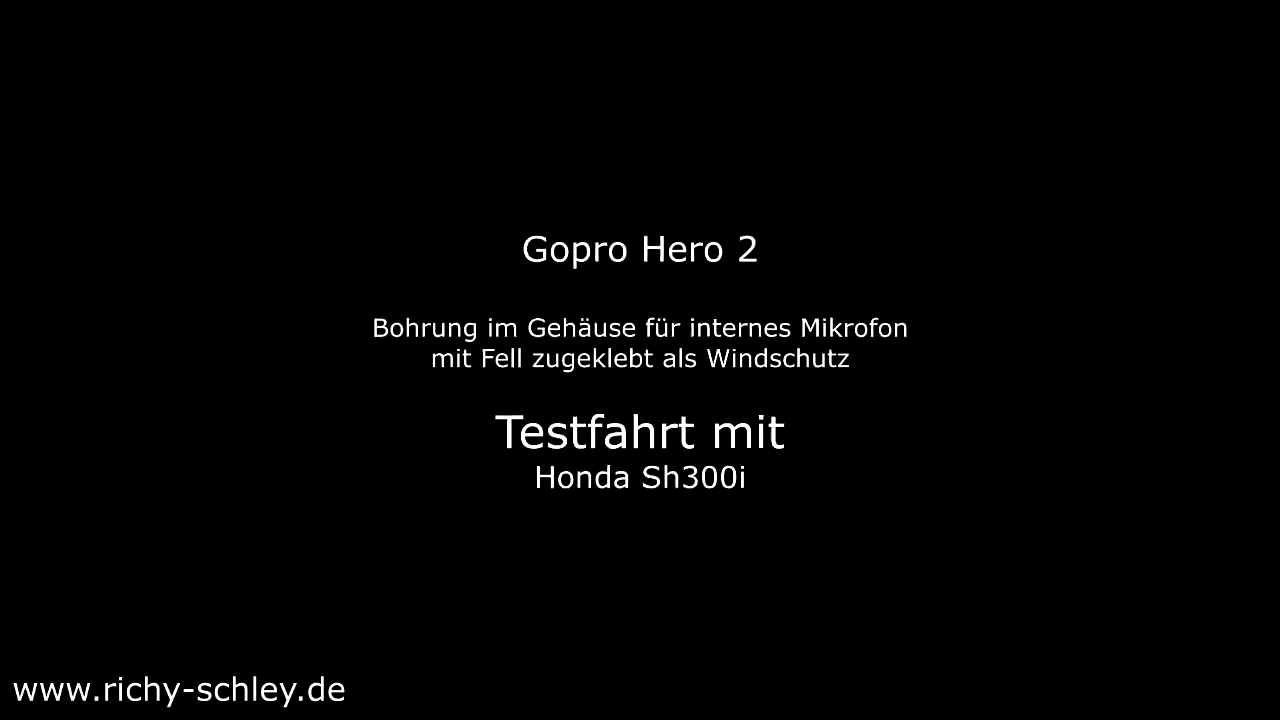 Gopro Hero 2
Bohrung im Gehäuse für internes Mikrofon
mit Fell zugeklebt als Windschutz
Testfahrt mit
Honda Sh300i
www.richy-schley.de